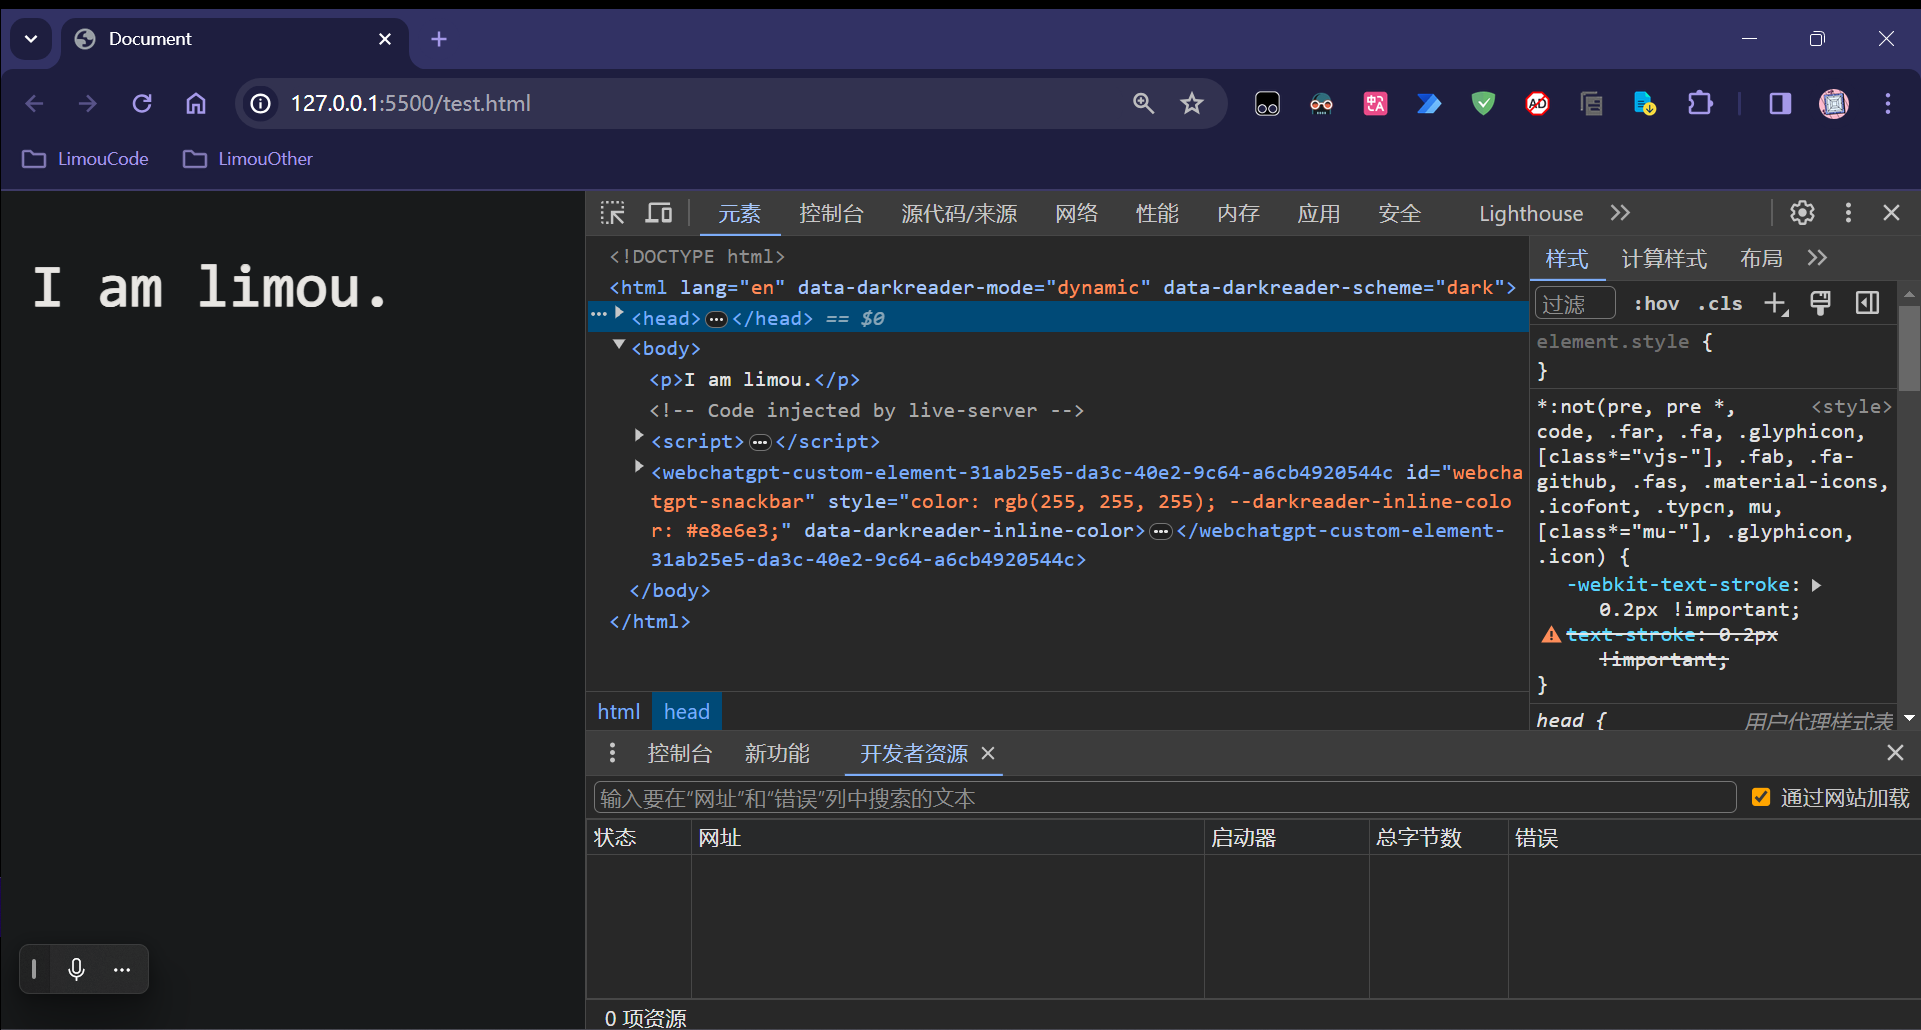 Document
127.0.0.1:5500/test.html
LimouCode
LimouOther
I am limou.
元素 控制台 源代码/来源 网络 性能 内存 应用 安全 Lighthouse
<!DOCTYPE html>
<html lang="en" data-darkreader-mode="dynamic" data-darkreader-scheme="dark">
<head>…</head> == $0
<body>
<p>I am limou.</p>
<!-- Code injected by live-server -->
<script>…</script>
<webchatgpt-custom-element-31ab25e5-da3c-40e2-9c64-a6cb4920544c id="webcha
tgpt-snackbar" style="color: rgb(255, 255, 255); --darkreader-inline-colo
r: #e8e6e3;" data-darkreader-inline-color>…</webchatgpt-custom-element-
31ab25e5-da3c-40e2-9c64-a6cb4920544c>
</body>
</html>
html head
样式 计算样式 布局
过滤 :hov .cls
element.style {
}
*:not(pre, pre *, <style>
code, .far, .fa, .glyphicon,
[class*="vjs-"], .fab, .fa-
github, .fas, .material-icons,
.icofont, .typcn, mu,
[class*="mu-"], .glyphicon,
.icon) {
-webkit-text-stroke:
0.2px !important;
text-stroke: 0.2px
!important;
}
head { 用户代理样式表
控制台 新功能 开发者资源
输入要在“网址”和“错误”列中搜索的文本
通过网站加载
状态 网址 启动器 总字节数 错误
0 项资源